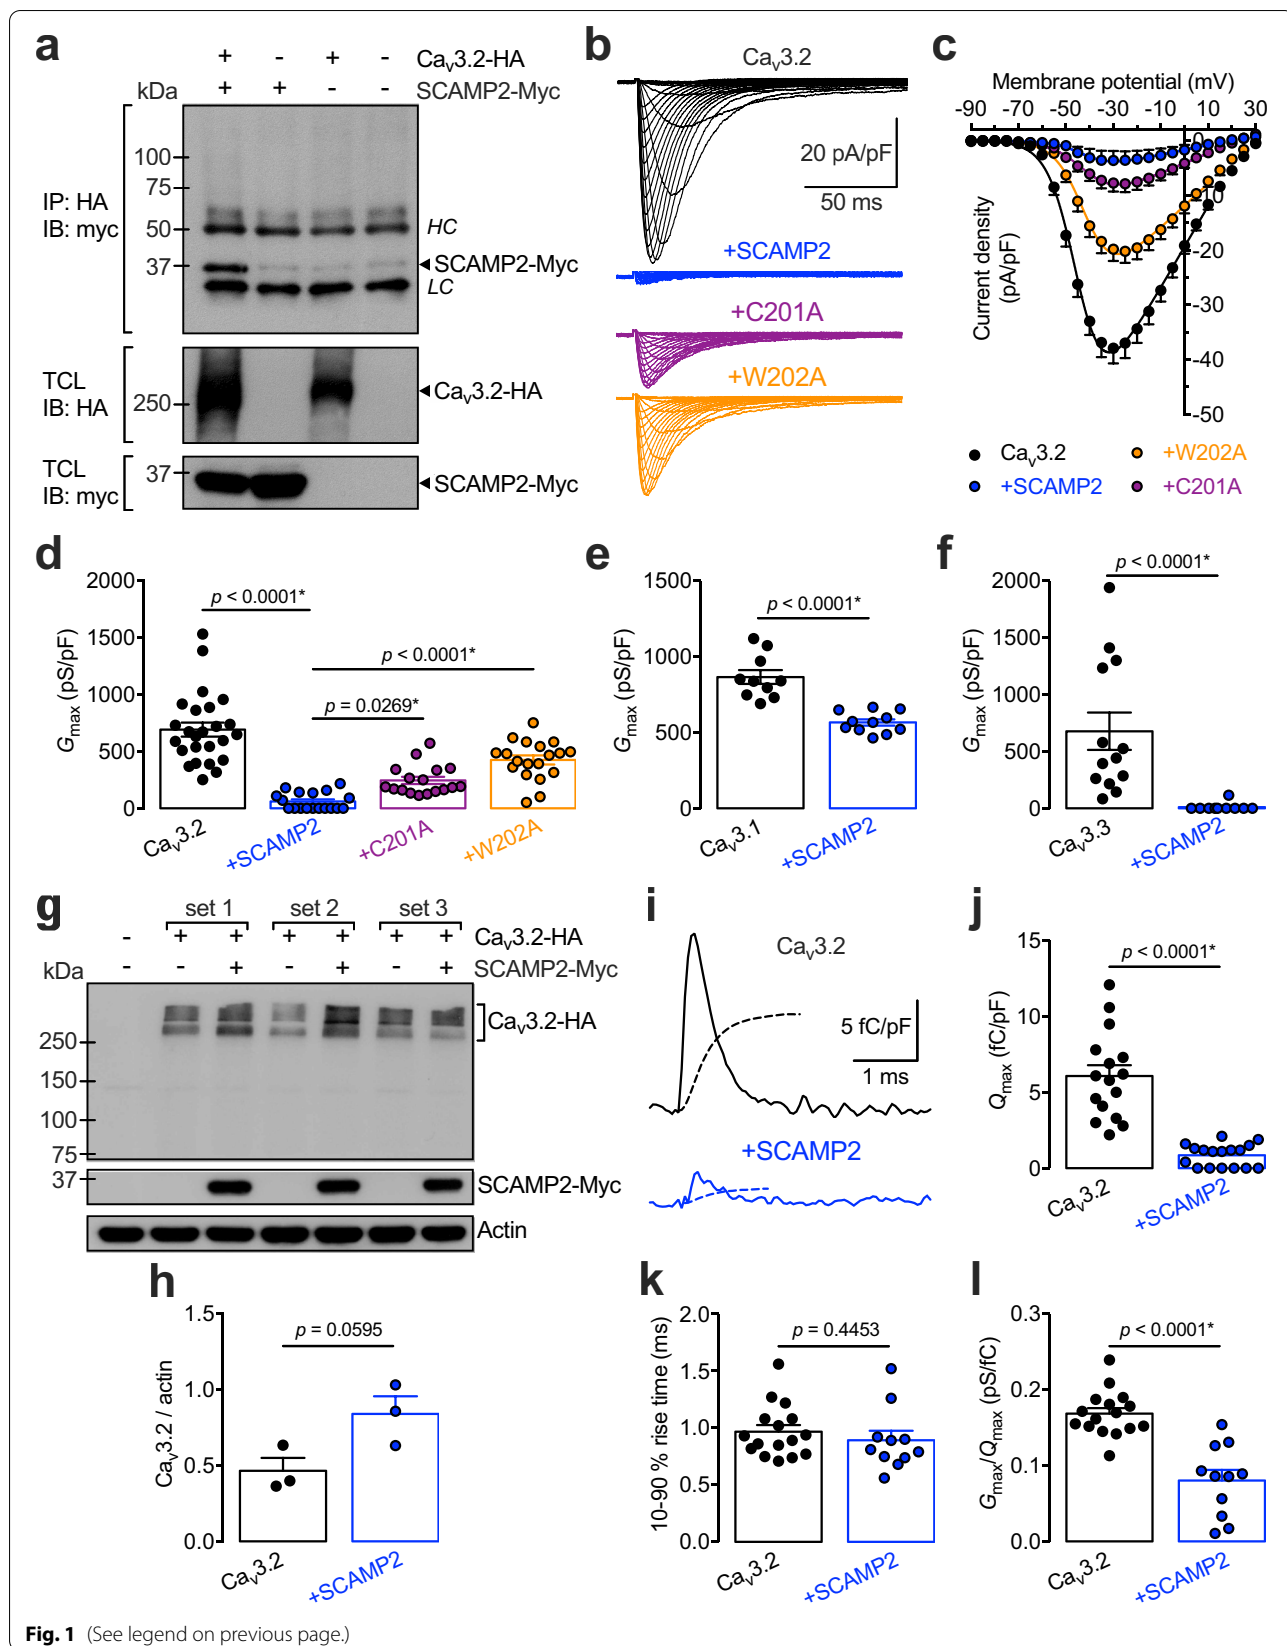 a
+ - + - Cav3.2-HA
kDa + + - - SCAMP2-Myc
100
75
IP: HA
IB: myc
50
HC
37
SCAMP2-Myc
LC
TCL
IB: HA
250
Cav3.2-HA
TCL
IB: myc
37
SCAMP2-Myc
b
Cav3.2
20 pA/pF
50 ms
+SCAMP2
+C201A
+W202A
c
Membrane potential (mV)
-90 -70 -50 -30 -10 10 30
0
-10
-20
-30
-40
-50
Current density
(pA/pF)
Cav3.2
+W202A
+SCAMP2
+C201A
d
Gmax (pS/pF)
2000
1500
1000
500
0
p < 0.0001*
p < 0.0001*
p = 0.0269*
Cav3.2
+SCAMP2
+C201A
+W202A
e
Gmax (pS/pF)
1500
1000
500
0
p < 0.0001*
Cav3.1
+SCAMP2
f
Gmax (pS/pF)
2000
1500
1000
500
0
p < 0.0001*
Cav3.3
+SCAMP2
g
set 1 set 2 set 3
- + + + + + + Cav3.2-HA
kDa - - + - + - + SCAMP2-Myc
Cav3.2-HA
250
150
100
75
37
SCAMP2-Myc
Actin
h
Cav3.2 / actin
1.5
1.0
0.5
0.0
p = 0.0595
Cav3.2
+SCAMP2
i
Cav3.2
5 fC/pF
1 ms
+SCAMP2
j
Qmax (fC/pF)
15
10
5
0
p < 0.0001*
Cav3.2
+SCAMP2
k
10-90 % rise time (ms)
2.0
1.5
1.0
0.5
0.0
p = 0.4453
Cav3.2
+SCAMP2
l
Gmax/Qmax (pS/fC)
0.3
0.2
0.1
0.0
p < 0.0001*
Cav3.2
+SCAMP2
Fig. 1 (See legend on previous page.)